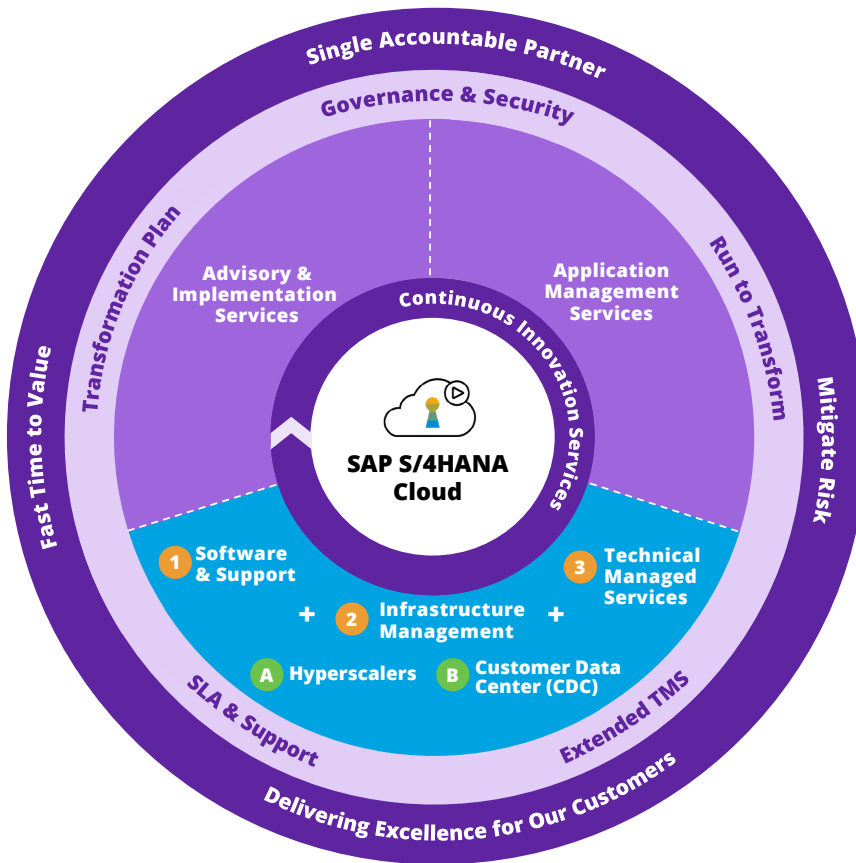 Single Accountable Partner
Governance & Security
Transformation Plan
Run to Transform
Fast Time to Value
Mitigate Risk
Advisory &
Implementation
Services
Application
Management
Services
Continuous Innovation Services
SAP S/4HANA
Cloud
1 Software
& Support
+
2 Infrastructure
Management
+
3 Technical
Managed
Services
A Hyperscalers
B Customer Data
Center (CDC)
SLA & Support
Extended TMS
Delivering Excellence for Our Customers